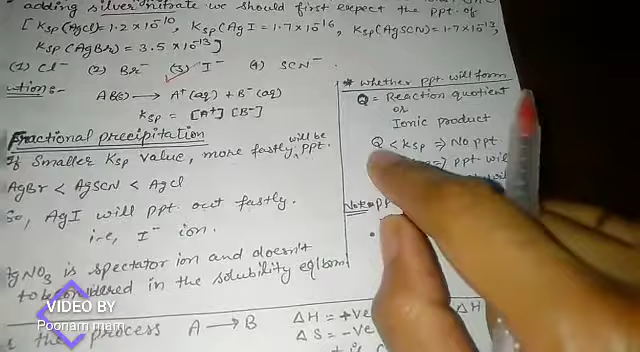 adding silver nitrate we should first expect the ppt. of
[Ksp(AgCl)=1.2×10⁻¹⁰, Ksp(AgI=1.7×10⁻¹⁶, Ksp(AgSCN)=1.7×10⁻¹³,
Ksp(AgBr)=3.5×10⁻¹³]
(1) Cl⁻ (2) Br⁻ (3) I⁻ (4) SCN⁻
ution:-
AB(s) → A⁺(aq) + B⁻(aq)
Ksp = [A⁺] [B⁻]
Fractional precipitation
If smaller Ksp value, more fastly will be ppt.
AgBr < AgSCN < AgCl
So, AgI will ppt. out fastly.
i.e, I⁻ ion.
AgNO3 is spectator ion and doesn't
to be considered in the solubility eqlbom
* whether ppt. will form
Q = Reaction quotient
or
Ionic product
Q < Ksp ⇒ No ppt.
⇒ ppt will
Note
the process A → B
ΔH = +ve
ΔS = -ve
ΔH
VIDEO BY
Poonam mam